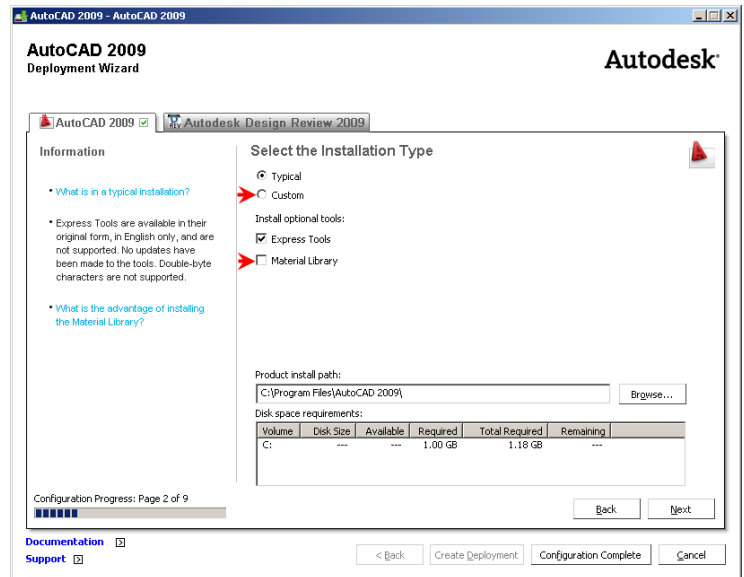 AutoCAD 2009 - AutoCAD 2009
AutoCAD 2009
Deployment Wizard
Autodesk
AutoCAD 2009
Autodesk Design Review 2009
Information
• What is in a typical installation?
• Express Tools are available in their
original form, in English only, and are
not supported. No updates have
been made to the tools. Double-byte
characters are not supported.
• What is the advantage of installing
the Material Library?
Select the Installation Type
Typical
Custom
Install optional tools:
Express Tools
Material Library
Product install path:
C:\Program Files\AutoCAD 2009\
Browse...
Disk space requirements:
Volume Disk Size Available Required Total Required Remaining
C: --- --- 1.00 GB 1.18 GB ---
Configuration Progress: Page 2 of 9
Back Next
Documentation
Support
< Back Create Deployment Configuration Complete Cancel